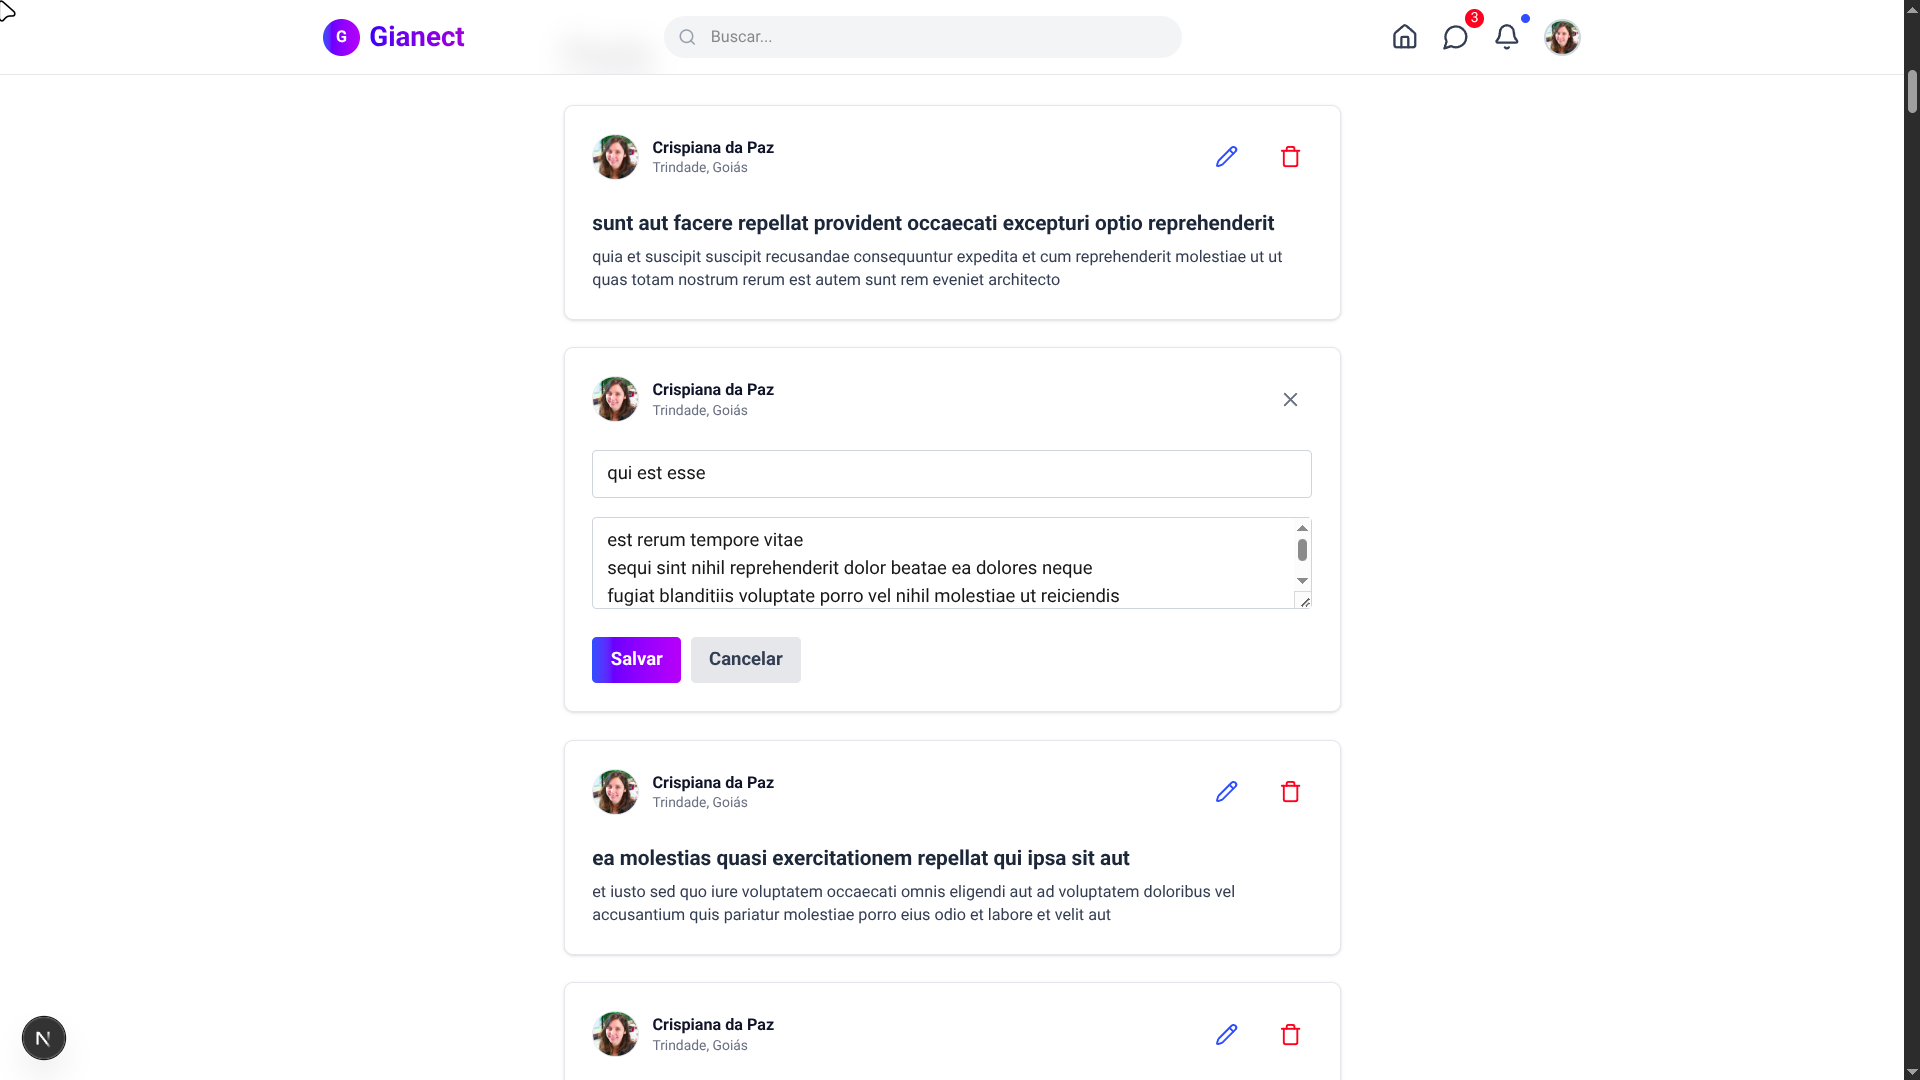 G Gianect
Buscar...
3
Crispiana da Paz
Trindade, Goiás
sunt aut facere repellat provident occaecati excepturi optio reprehenderit
quia et suscipit suscipit recusandae consequuntur expedita et cum reprehenderit molestiae ut ut
quas totam nostrum rerum est autem sunt rem eveniet architecto
Crispiana da Paz
Trindade, Goiás
qui est esse
est rerum tempore vitae
sequi sint nihil reprehenderit dolor beatae ea dolores neque
fugiat blanditiis voluptate porro vel nihil molestiae ut reiciendis
Salvar
Cancelar
Crispiana da Paz
Trindade, Goiás
ea molestias quasi exercitationem repellat qui ipsa sit aut
et iusto sed quo iure voluptatem occaecati omnis eligendi aut ad voluptatem doloribus vel
accusantium quis pariatur molestiae porro eius odio et labore et velit aut
Crispiana da Paz
Trindade, Goiás
N